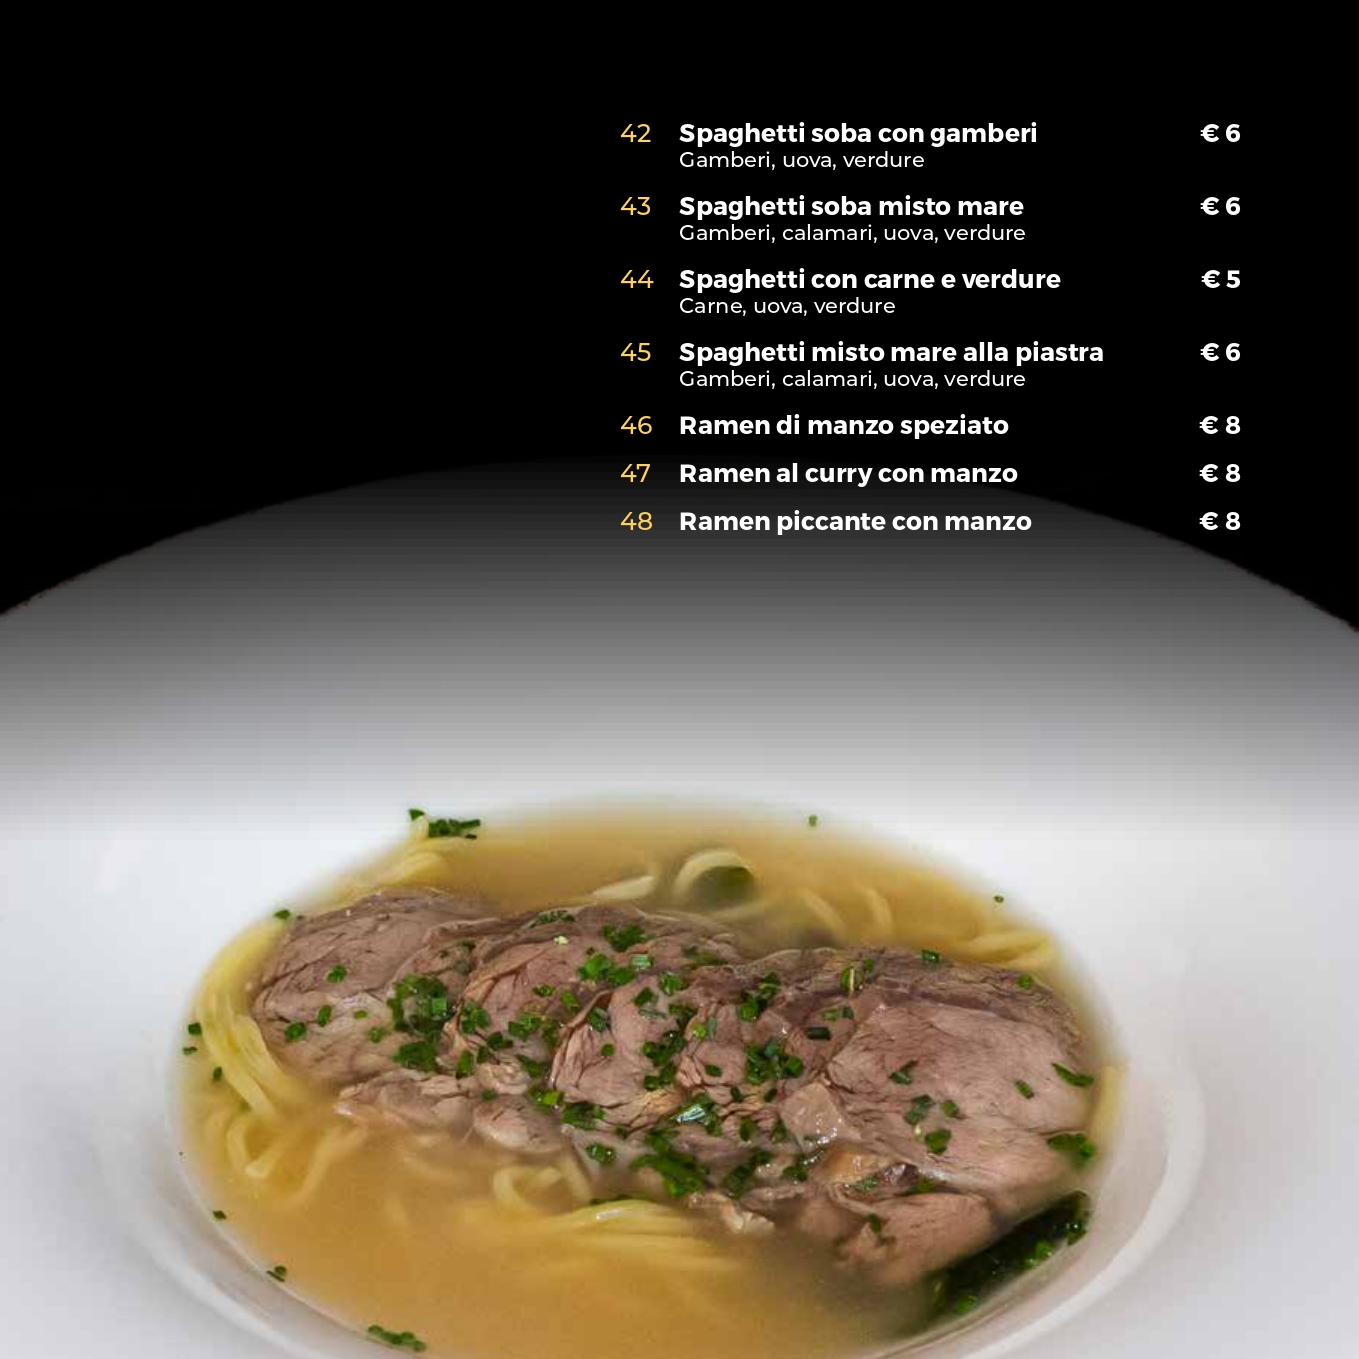 42 Spaghetti soba con gamberi € 6
Gamberi, uova, verdure
43 Spaghetti soba misto mare € 6
Gamberi, calamari, uova, verdure
44 Spaghetti con carne e verdure € 5
Carne, uova, verdure
45 Spaghetti misto mare alla piastra € 6
Gamberi, calamari, uova, verdure
46 Ramen di manzo speziato € 8
47 Ramen al curry con manzo € 8
48 Ramen piccante con manzo € 8